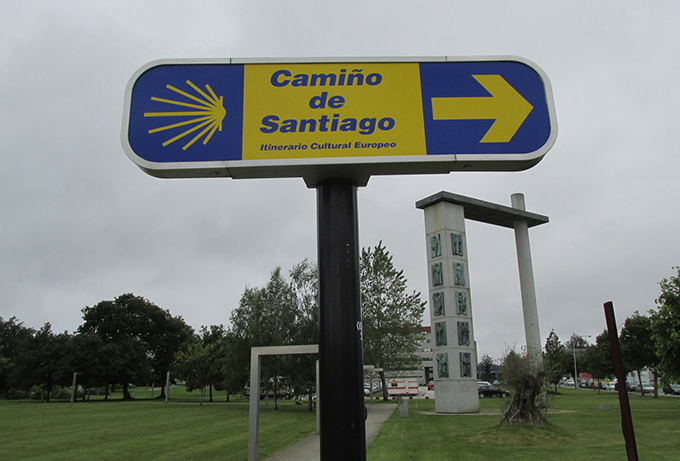 Camiño
de
Santiago
Itinerario Cultural Europeo